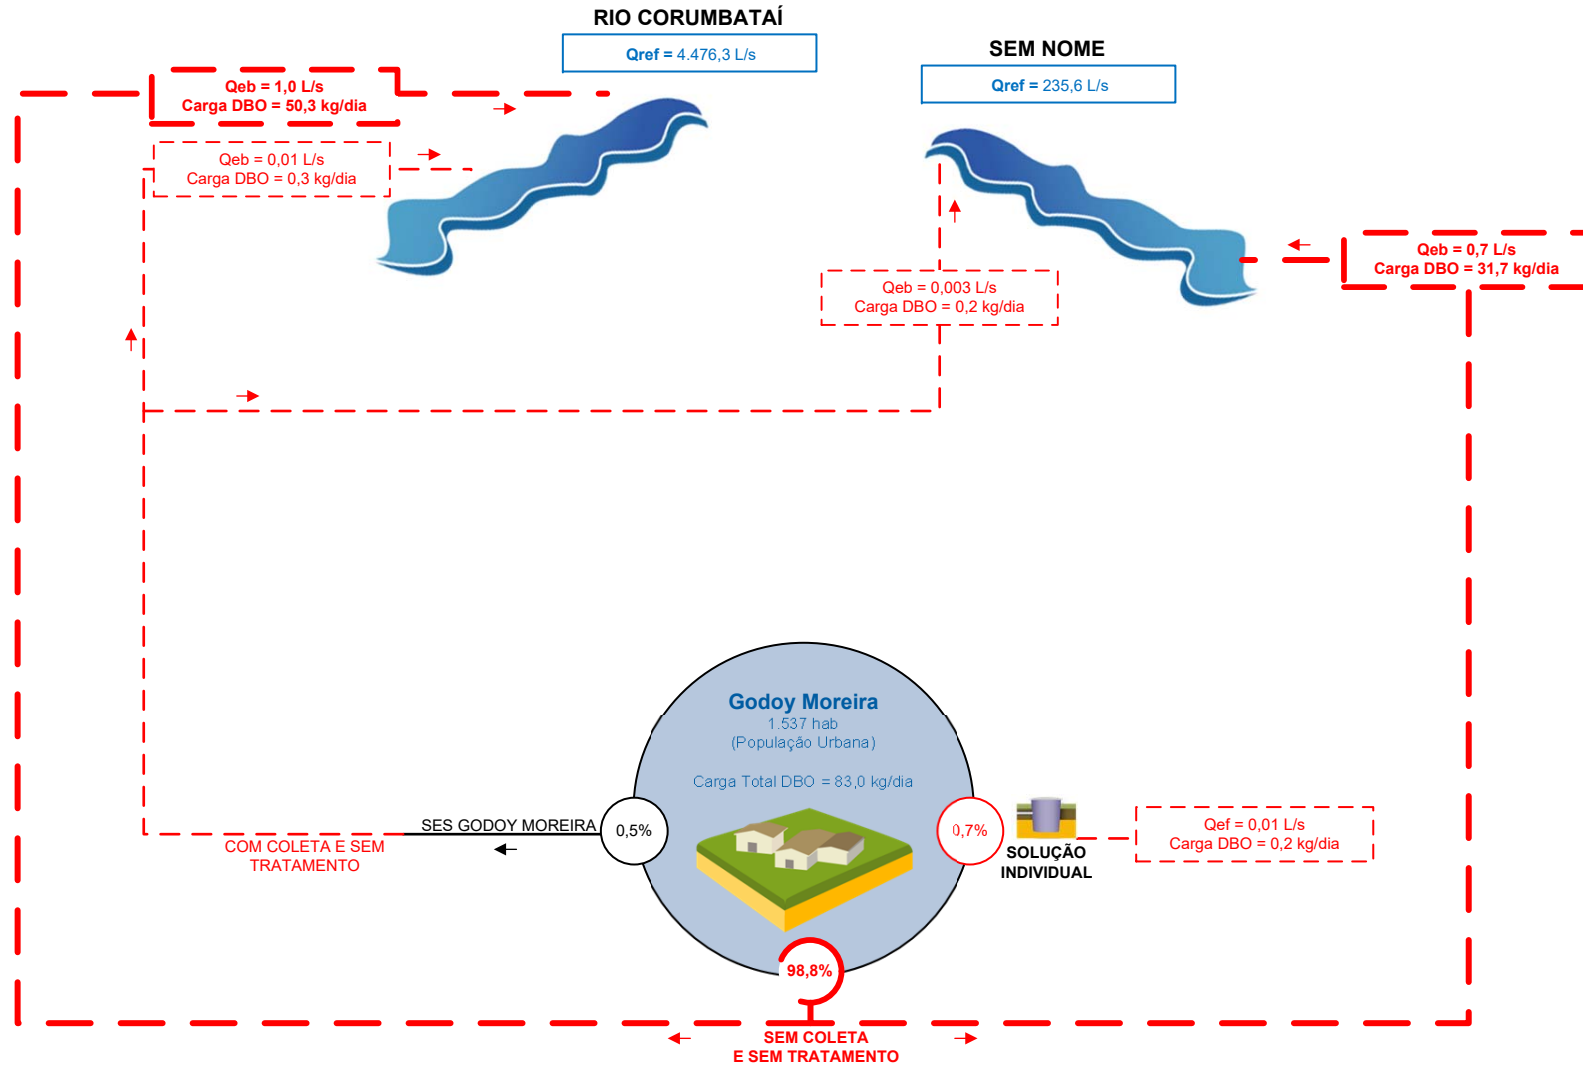 RIO CORUMBATAÍ
Qref = 4.476,3 L/s
SEM NOME
Qref = 235,6 L/s
Qeb = 1,0 L/s
Carga DBO = 50,3 kg/dia
Qeb = 0,01 L/s
Carga DBO = 0,3 kg/dia
Qeb = 0,7 L/s
Carga DBO = 31,7 kg/dia
Qeb = 0,003 L/s
Carga DBO = 0,2 kg/dia
Godoy Moreira
1.537 hab
(População Urbana)
Carga Total DBO = 83,0 kg/dia
SES GODOY MOREIRA
0,5%
COM COLETA E SEM
TRATAMENTO
0,7%
SOLUÇÃO
INDIVIDUAL
Qef = 0,01 L/s
Carga DBO = 0,2 kg/dia
98,8%
SEM COLETA
E SEM TRATAMENTO